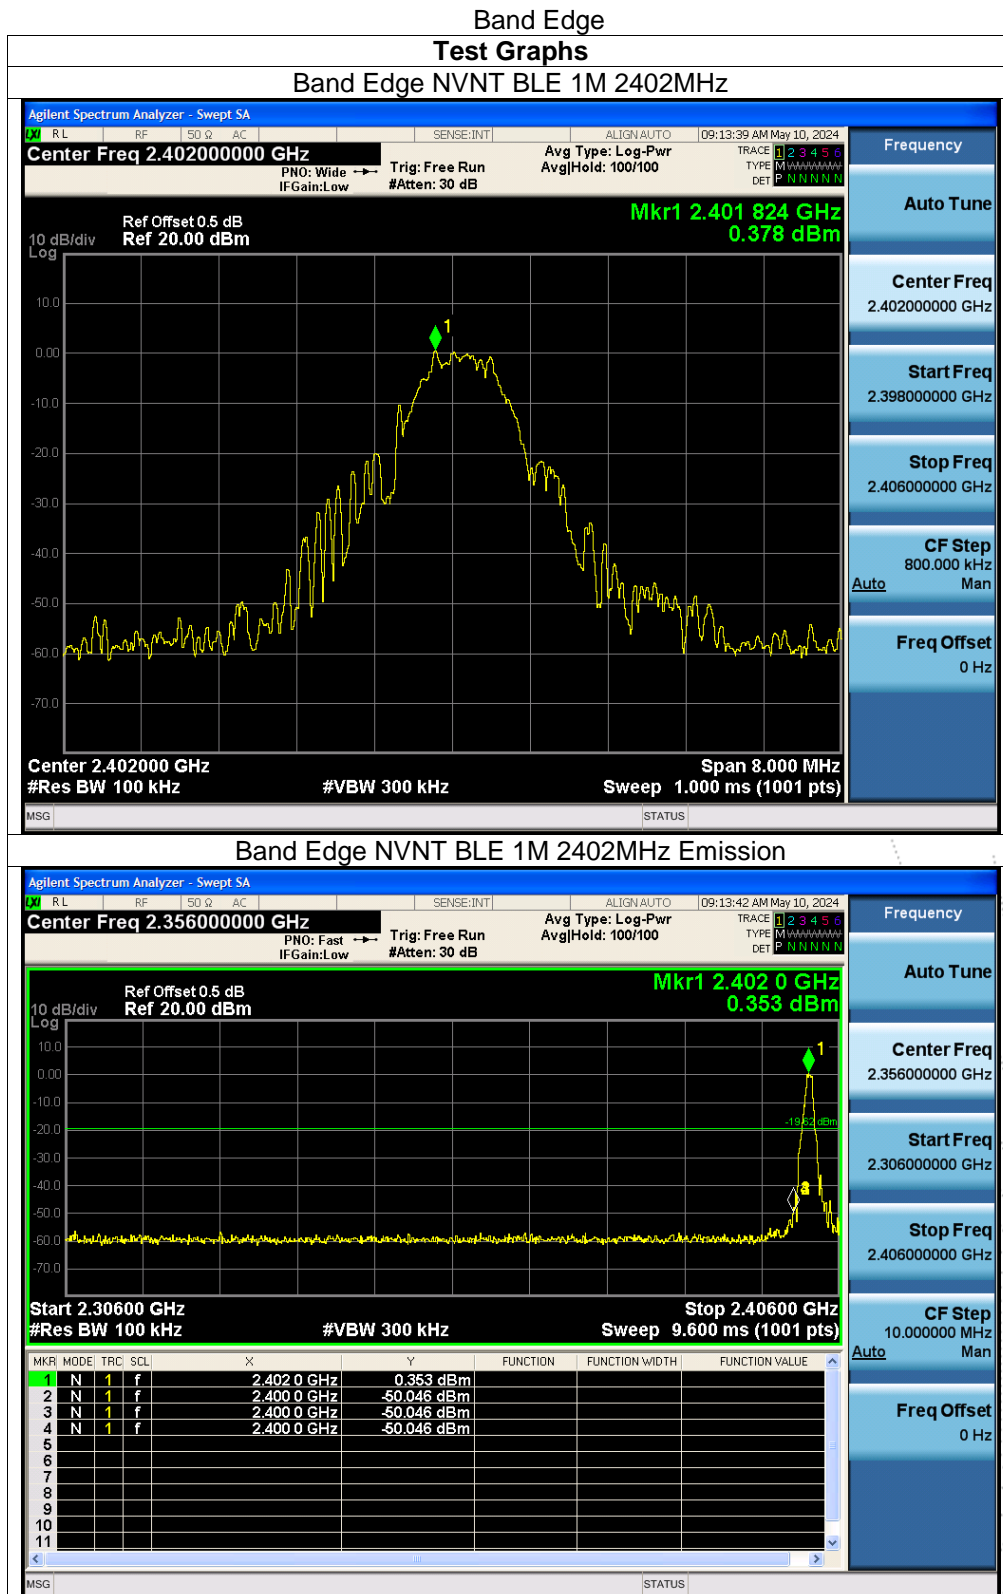 Band Edge
Test Graphs
Band Edge NVNT BLE 1M 2402MHz
Agilent Spectrum Analyzer - Swept SA
LXI RL RF 50 Ω AC SENSE:INT ALIGN AUTO 09:13:39 AM May 10, 2024
Center Freq 2.402000000 GHz
PNO: Wide
IFGain:Low
Trig: Free Run
#Atten: 30 dB
Avg Type: Log-Pwr
Avg|Hold: 100/100
TRACE 1 2 3 4 5 6
TYPE MWWWWW
DET P N N N N N
Ref Offset 0.5 dB
Ref 20.00 dBm
10 dB/div
Log
Mkr1 2.401 824 GHz
0.378 dBm
10.0
0.00
-10.0
-20.0
-30.0
-40.0
-50.0
-60.0
-70.0
1
Center 2.402000 GHz
Span 8.000 MHz
#Res BW 100 kHz
#VBW 300 kHz
Sweep 1.000 ms (1001 pts)
MSG
STATUS
Frequency
Auto Tune
Center Freq
2.402000000 GHz
Start Freq
2.398000000 GHz
Stop Freq
2.406000000 GHz
CF Step
800.000 kHz
Auto Man
Freq Offset
0 Hz
Band Edge NVNT BLE 1M 2402MHz Emission
Agilent Spectrum Analyzer - Swept SA
LXI RL RF 50 Ω AC SENSE:INT ALIGN AUTO 09:13:42 AM May 10, 2024
Center Freq 2.356000000 GHz
PNO: Fast
IFGain:Low
Trig: Free Run
#Atten: 30 dB
Avg Type: Log-Pwr
Avg|Hold: 100/100
TRACE 1 2 3 4 5 6
TYPE MWWWWW
DET P N N N N N
Ref Offset 0.5 dB
Ref 20.00 dBm
10 dB/div
Log
Mkr1 2.402 0 GHz
0.353 dBm
10.0
0.00
-10.0
-20.0
-30.0
-40.0
-50.0
-60.0
-70.0
1
-19.62 dBm
Start 2.30600 GHz
Stop 2.40600 GHz
#Res BW 100 kHz
#VBW 300 kHz
Sweep 9.600 ms (1001 pts)
MKR MODE TRC SCL X Y FUNCTION FUNCTION WIDTH FUNCTION VALUE
1 N 1 f 2.402 0 GHz 0.353 dBm
2 N 1 f 2.400 0 GHz -50.046 dBm
3 N 1 f 2.400 0 GHz -50.046 dBm
4 N 1 f 2.400 0 GHz -50.046 dBm
5
6
7
8
9
10
11
MSG
STATUS
Frequency
Auto Tune
Center Freq
2.356000000 GHz
Start Freq
2.306000000 GHz
Stop Freq
2.406000000 GHz
CF Step
10.000000 MHz
Auto Man
Freq Offset
0 Hz